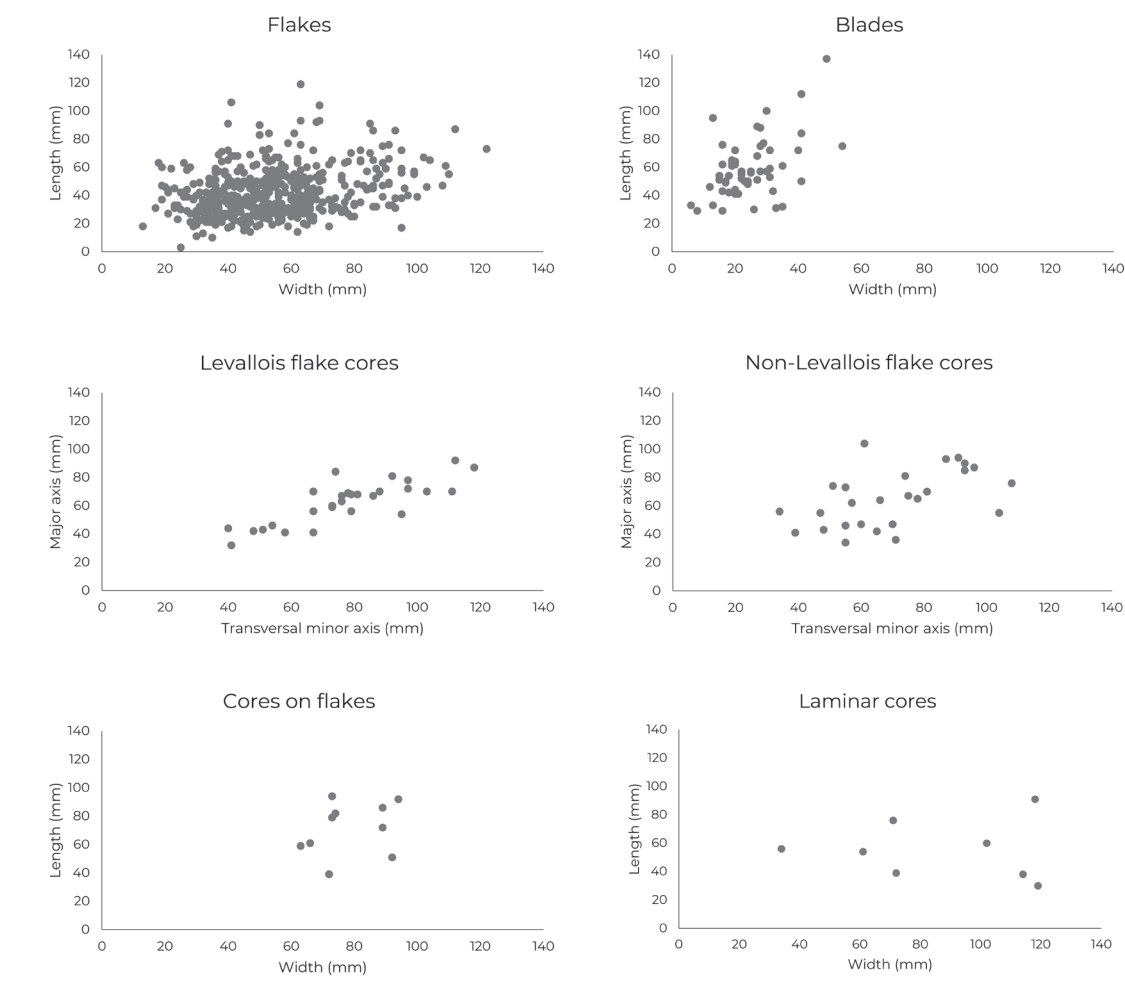 Flakes
140
120
100
80
60
40
20
0
Length (mm)
0 20 40 60 80 100 120 140
Width (mm)
Blades
140
120
100
80
60
40
20
0
Length (mm)
0 20 40 60 80 100 120 140
Width (mm)
Levallois flake cores
140
120
100
80
60
40
20
0
Major axis (mm)
0 20 40 60 80 100 120 140
Transversal minor axis (mm)
Non-Levallois flake cores
140
120
100
80
60
40
20
0
Major axis (mm)
0 20 40 60 80 100 120 140
Transversal minor axis (mm)
Cores on flakes
140
120
100
80
60
40
20
0
Length (mm)
0 20 40 60 80 100 120 140
Width (mm)
Laminar cores
140
120
100
80
60
40
20
0
Length (mm)
0 20 40 60 80 100 120 140
Width (mm)